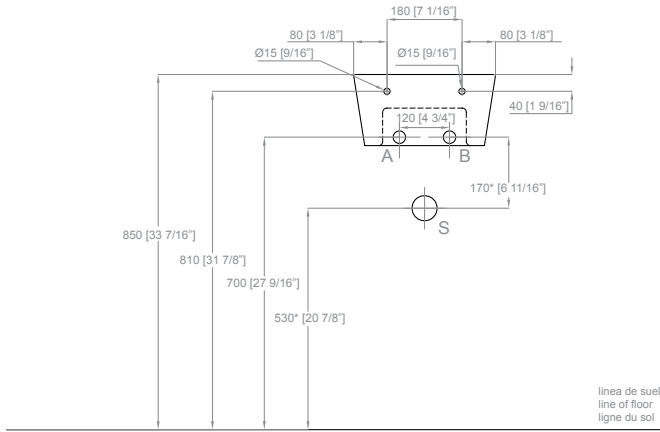 180 [7 1/16”]
80 [3 1/8”]
80 [3 1/8”]
Ø15 [9/16”]
Ø15 [9/16”]
40 [1 9/16”]
120 [4 3/4”]
A
B
170* [6 11/16”]
S
850 [33 7/16”]
810 [31 7/8”]
700 [27 9/16”]
530* [20 7/8”]
linea de suel
line of floor
ligne du sol